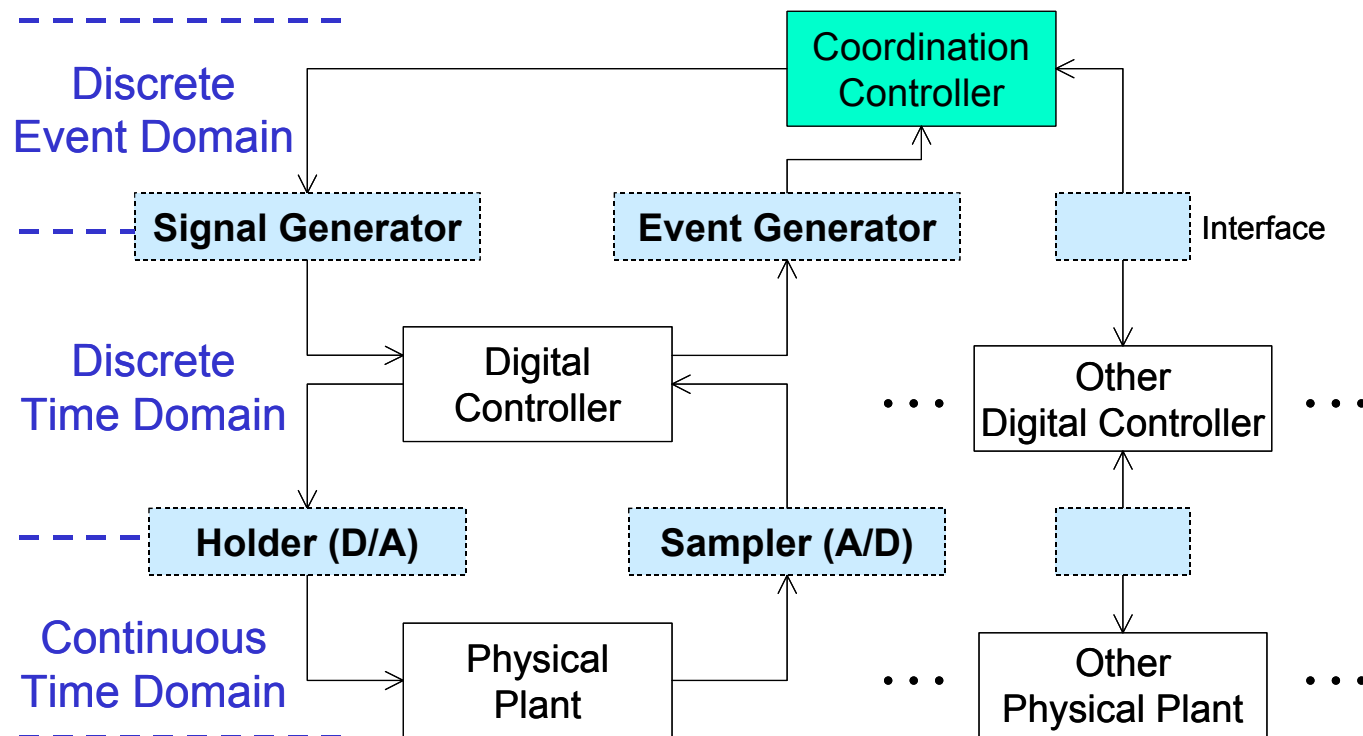 Coordination
Controller
Discrete
Event Domain
Signal Generator
Event Generator
Interface
Discrete
Time Domain
Digital
Controller
• • •
Other
Digital Controller
• • •
Holder (D/A)
Sampler (A/D)
Continuous
Time Domain
Physical
Plant
• • •
Other
Physical Plant
• • •